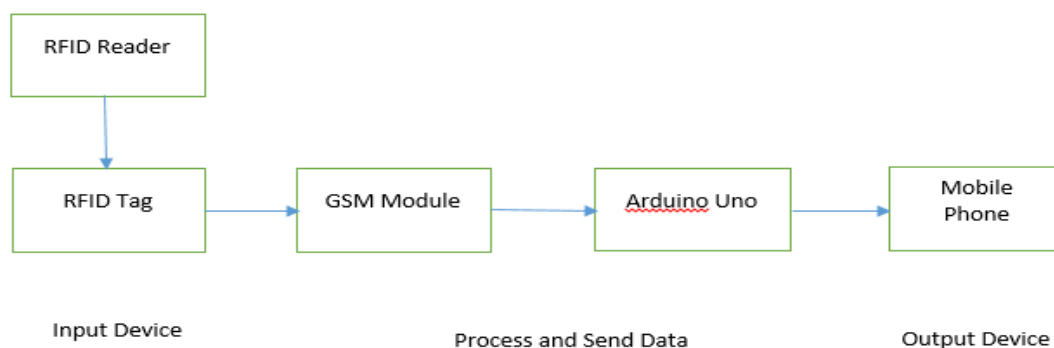 RFID Reader
RFID Tag
GSM Module
Arduino Uno
Mobile
Phone
Input Device
Process and Send Data
Output Device